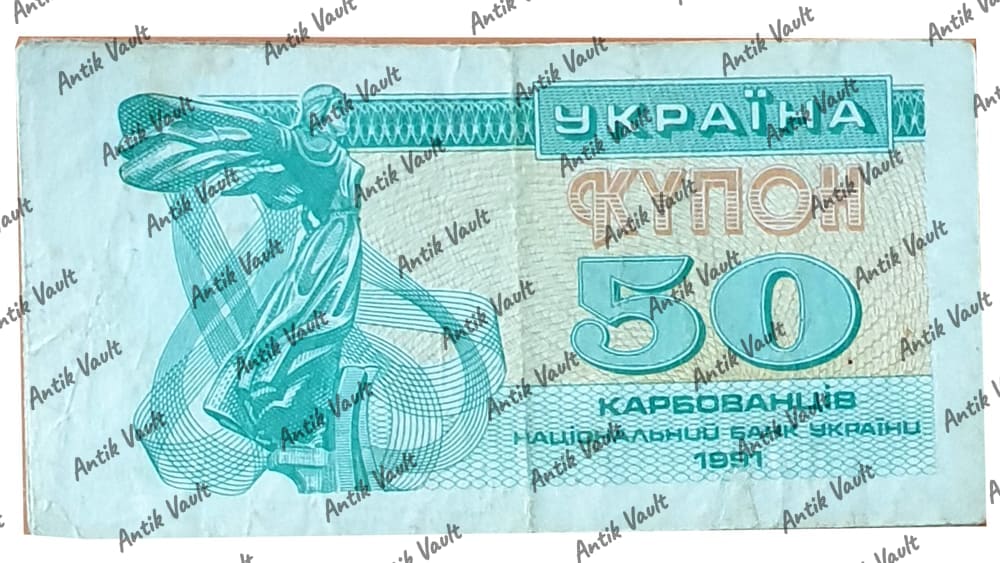 УКРАЇНА
КУПОН
50
КАРБОВАНЦІВ
НАЦІОНАЛЬНИЙ БАНК УКРАЇНИ
1991
Antik Vault